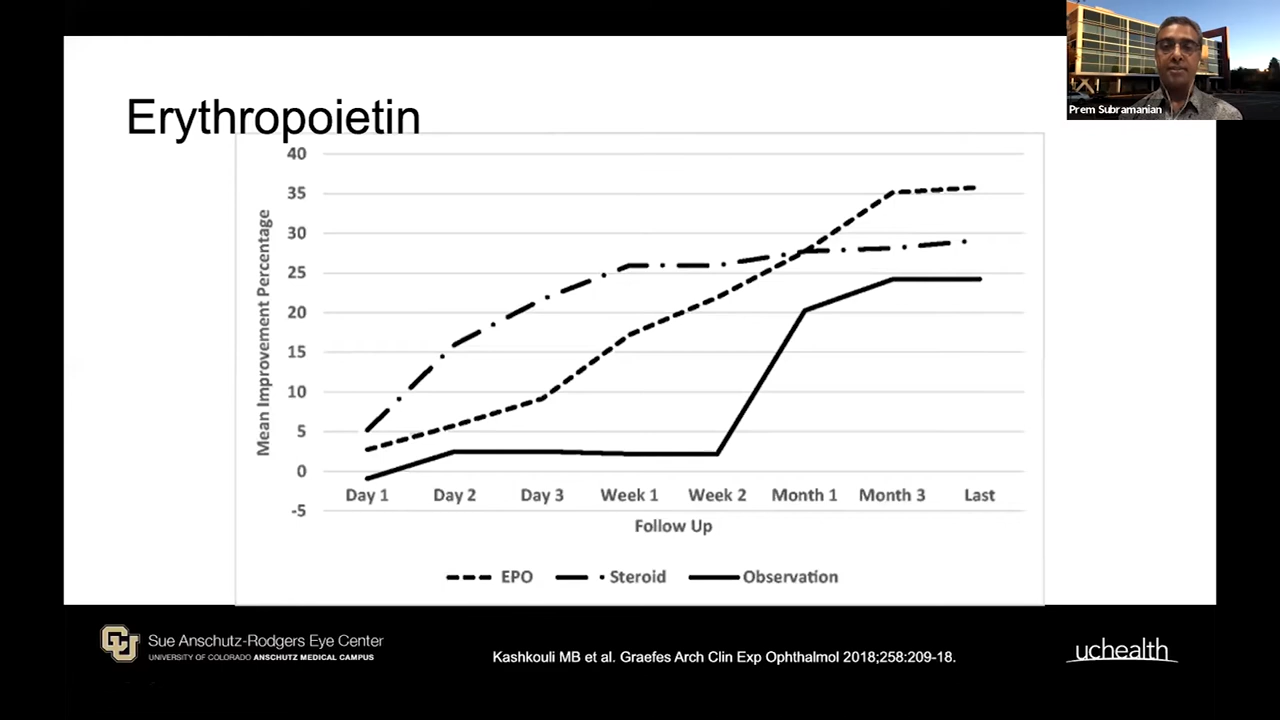 Prem Subramanian
Erythropoietin
40
35
30
25
20
15
10
5
0
-5
Mean Improvement Percentage
Day 1 Day 2 Day 3 Week 1 Week 2 Month 1 Month 3 Last
Follow Up
EPO Steroid Observation
CU Sue Anschutz-Rodgers Eye Center
UNIVERSITY OF COLORADO ANSCHUTZ MEDICAL CAMPUS
Kashkouli MB et al. Graefes Arch Clin Exp Ophthalmol 2018;258:209-18.
uchealth